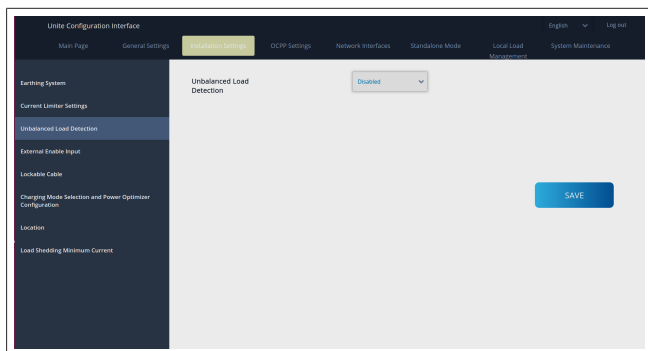 Unite Configuration Interface
English
Log out
Main Page
General Settings
Installation Settings
OCPP Settings
Network Interfaces
Standalone Mode
Local Load
Management
System Maintenance
Earthing System
Current Limiter Settings
Unbalanced Load Detection
External Enable Input
Lockable Cable
Charging Mode Selection and Power Optimizer
Configuration
Location
Load Shedding Minimum Current
Unbalanced Load
Detection
Disabled
SAVE